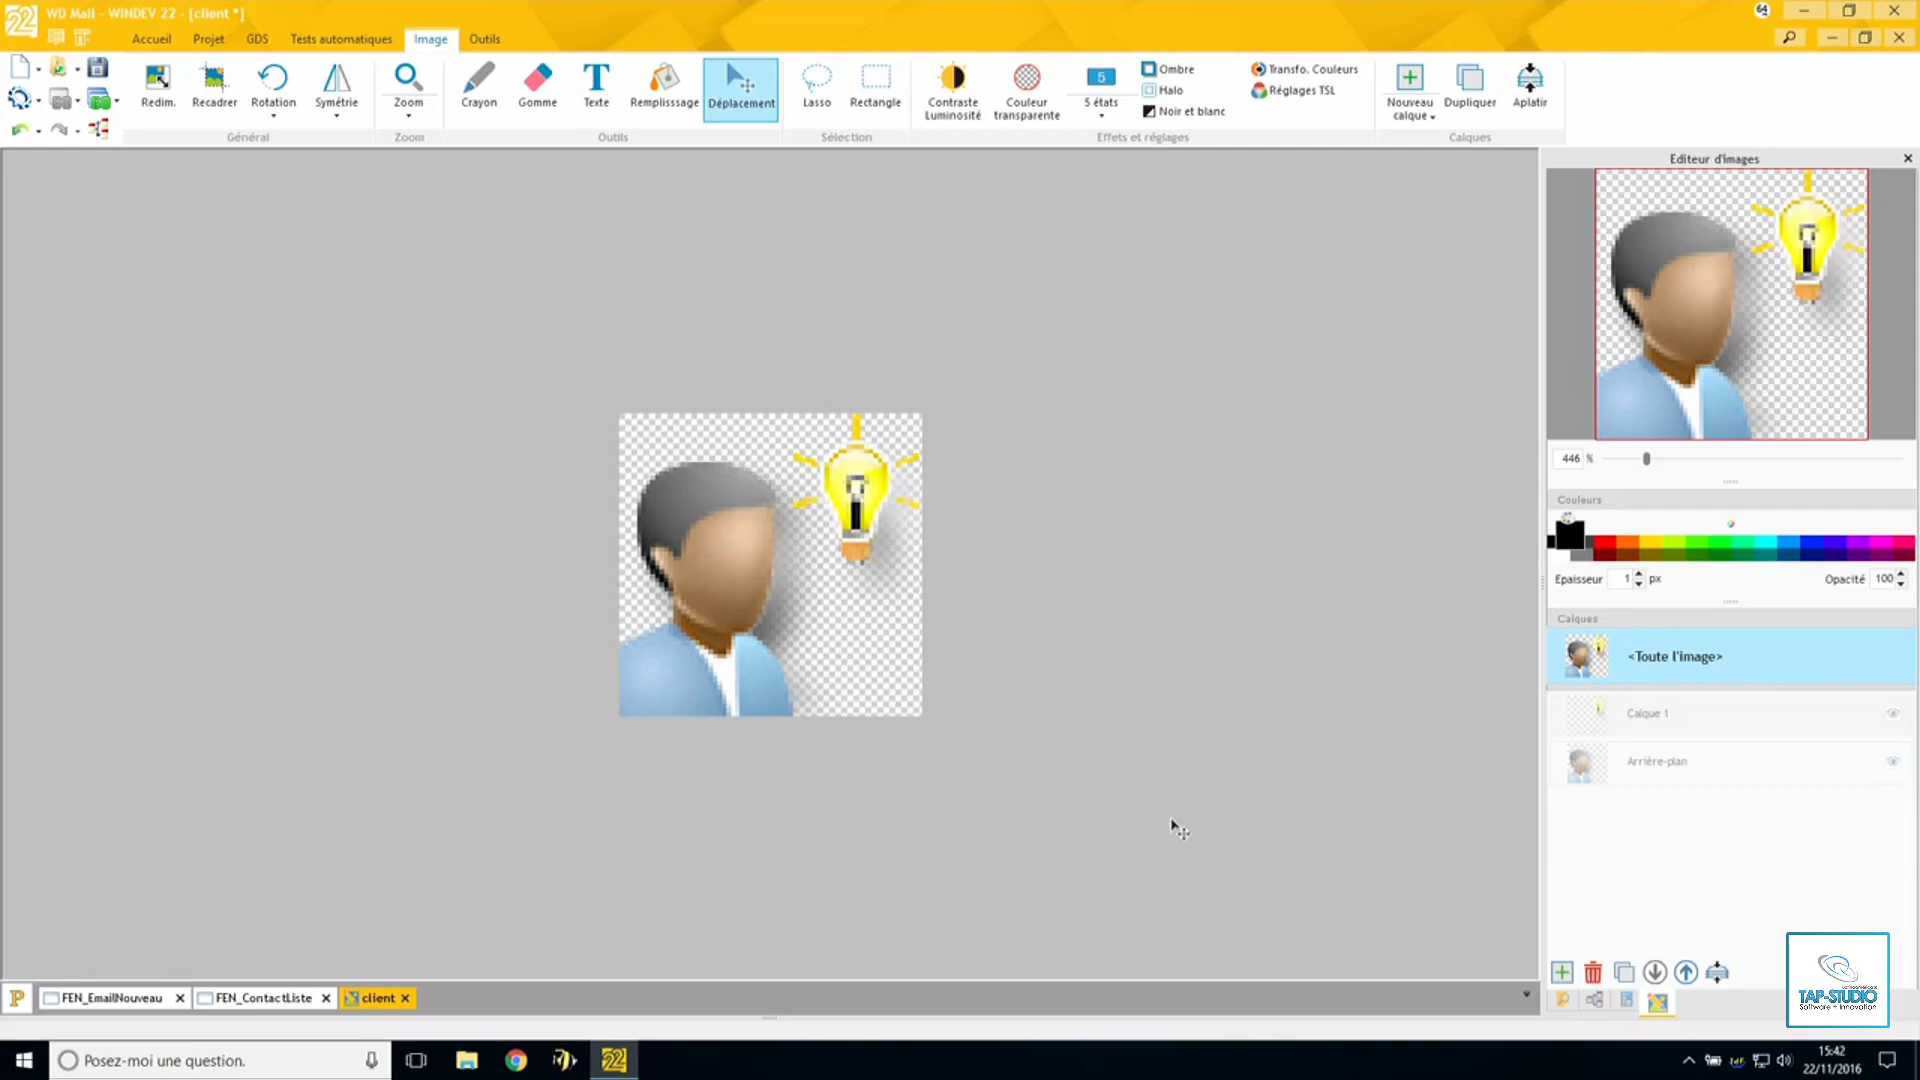 WD Mail - WINDEV 22 - [client *]
64
Accueil
Projet
GDS
Tests automatiques
Image
Outils
Redim.
Recadrer
Rotation
Symétrie
Zoom
Crayon
Gomme
Texte
Remplissage
Déplacement
Lasso
Rectangle
Contraste
Luminosité
Couleur
transparente
5
5 états
Ombre
Halo
Noir et blanc
Transfo. Couleurs
Réglages TSL
Nouveau
calque
Dupliquer
Aplatir
Général
Zoom
Outils
Sélection
Effets et réglages
Calques
Editeur d'images
446 %
Couleurs
Epaisseur 1 px
Opacité 100
Calques
<Toute l'image>
Calque 1
Arrière-plan
FEN_EmailNouveau
FEN_ContactListe
client
TAP-STUDIO
Software + Innovation
Posez-moi une question.
22
15:42
22/11/2016